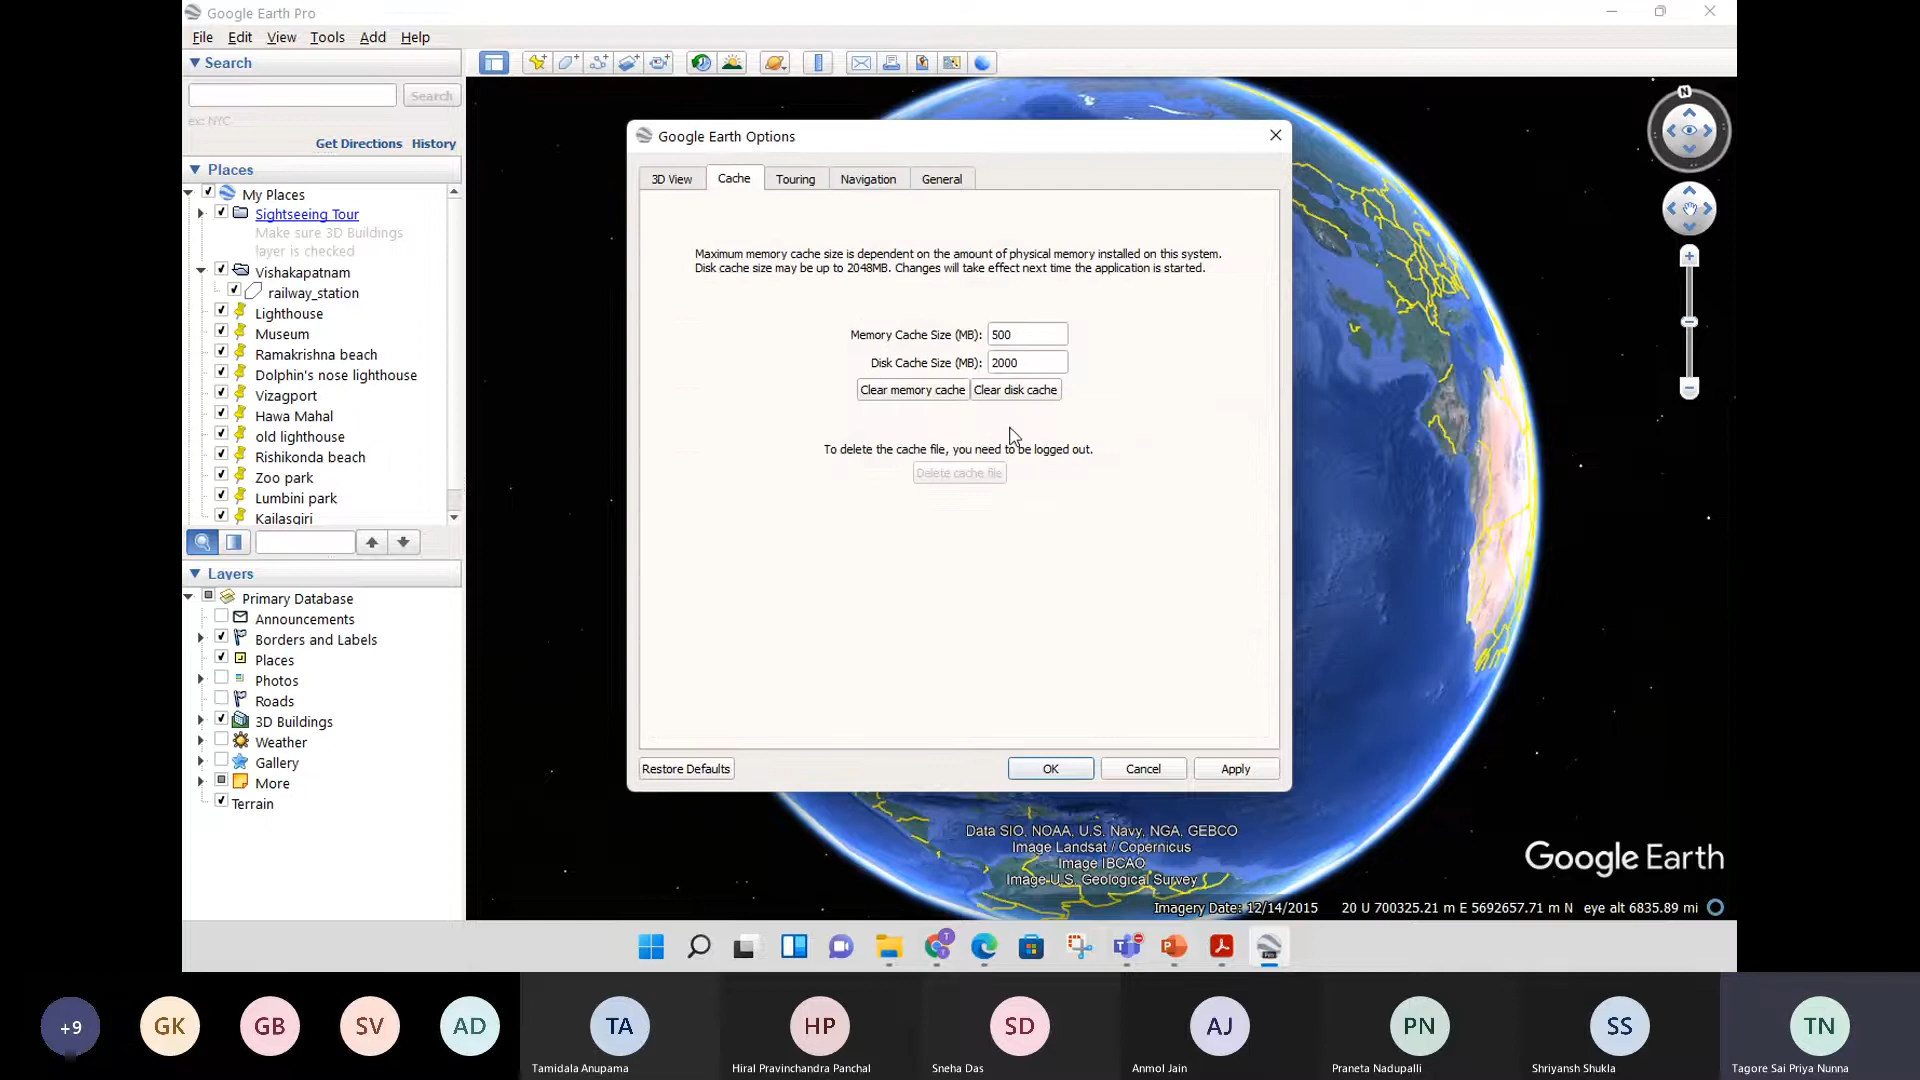 Google Earth Pro
File Edit View Tools Add Help
Search
Search
ex: NYC
Get Directions History
Places
My Places
Sightseeing Tour
Make sure 3D Buildings
layer is checked
Vishakapatnam
railway_station
Lighthouse
Museum
Ramakrishna beach
Dolphin's nose lighthouse
Vizagport
Hawa Mahal
old lighthouse
Rishikonda beach
Zoo park
Lumbini park
Kailasgiri
Layers
Primary Database
Announcements
Borders and Labels
Places
Photos
Roads
3D Buildings
Weather
Gallery
More
Terrain
Google Earth Options
3D View Cache Touring Navigation General
Maximum memory cache size is dependent on the amount of physical memory installed on this system.
Disk cache size may be up to 2048MB. Changes will take effect next time the application is started.
Memory Cache Size (MB): 500
Disk Cache Size (MB): 2000
Clear memory cache Clear disk cache
To delete the cache file, you need to be logged out.
Delete cache file
Restore Defaults OK Cancel Apply
N
Data SIO, NOAA, U.S. Navy, NGA, GEBCO
Image Landsat / Copernicus
Image IBCAO
Image U.S. Geological Survey
Google Earth
Imagery Date: 12/14/2015 20 U 700325.21 m E 5692657.71 m N eye alt 6835.89 mi
+9 GK GB SV AD TA HP SD AJ PN SS TN
Tamidala Anupama Hiral Pravinchandra Panchal Sneha Das Anmol Jain Praneta Nadupalli Shriyansh Shukla Tagore Sai Priya Nunna